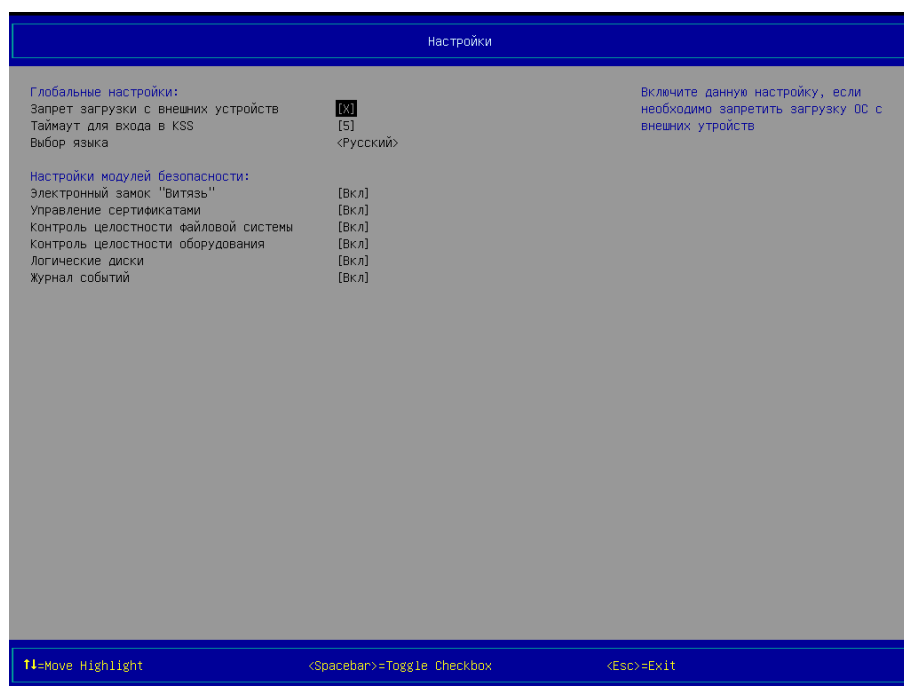 Настройки
Глобальные настройки:
Запрет загрузки с внешних устройств [X]
Таймаут для входа в KSS [5]
Выбор языка <Русский>
Настройки модулей безопасности:
Электронный замок "Витязь" [Вкл]
Управление сертификатами [Вкл]
Контроль целостности файловой системы [Вкл]
Контроль целостности оборудования [Вкл]
Логические диски [Вкл]
Журнал событий [Вкл]
Включите данную настройку, если
необходимо запретить загрузку ОС с
внешних утройств
↑↓=Move Highlight <Spacebar>=Toggle Checkbox <Esc>=Exit